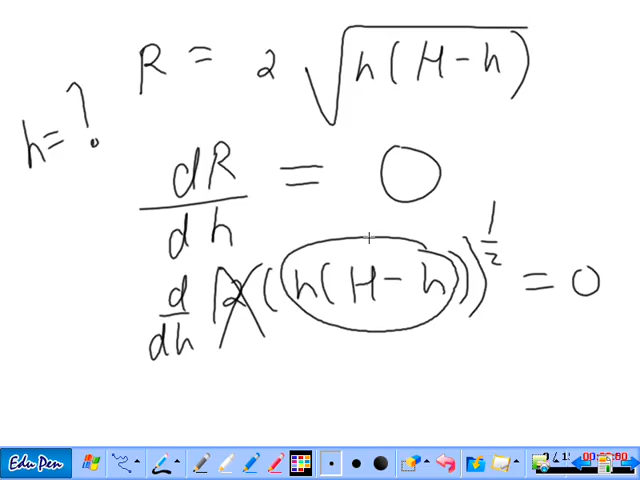 R = 2 √h(H-h)
h = ?
dR/dh = 0
d/dh 2((h(H-h)))^1/2 = 0
Edu Pen